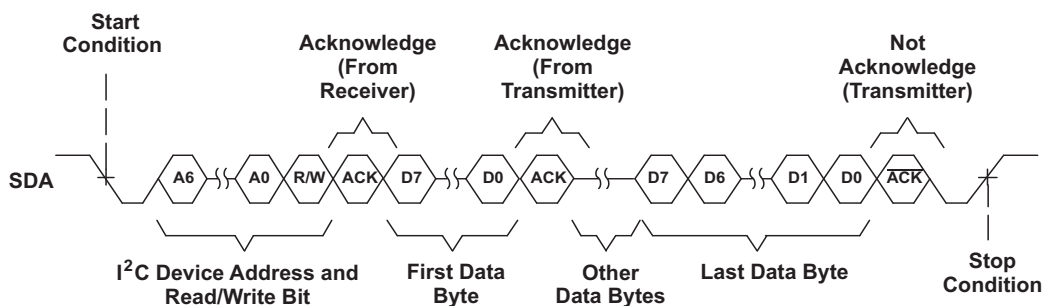 Start
Condition
Acknowledge
(From
Receiver)
Acknowledge
(From
Transmitter)
Not
Acknowledge
(Transmitter)
SDA
A6
A0
R/W
ACK
D7
D0
ACK
D7
D6
D1
D0
A̅C̅K̅
I²C Device Address and
Read/Write Bit
First Data
Byte
Other
Data Bytes
Last Data Byte
Stop
Condition